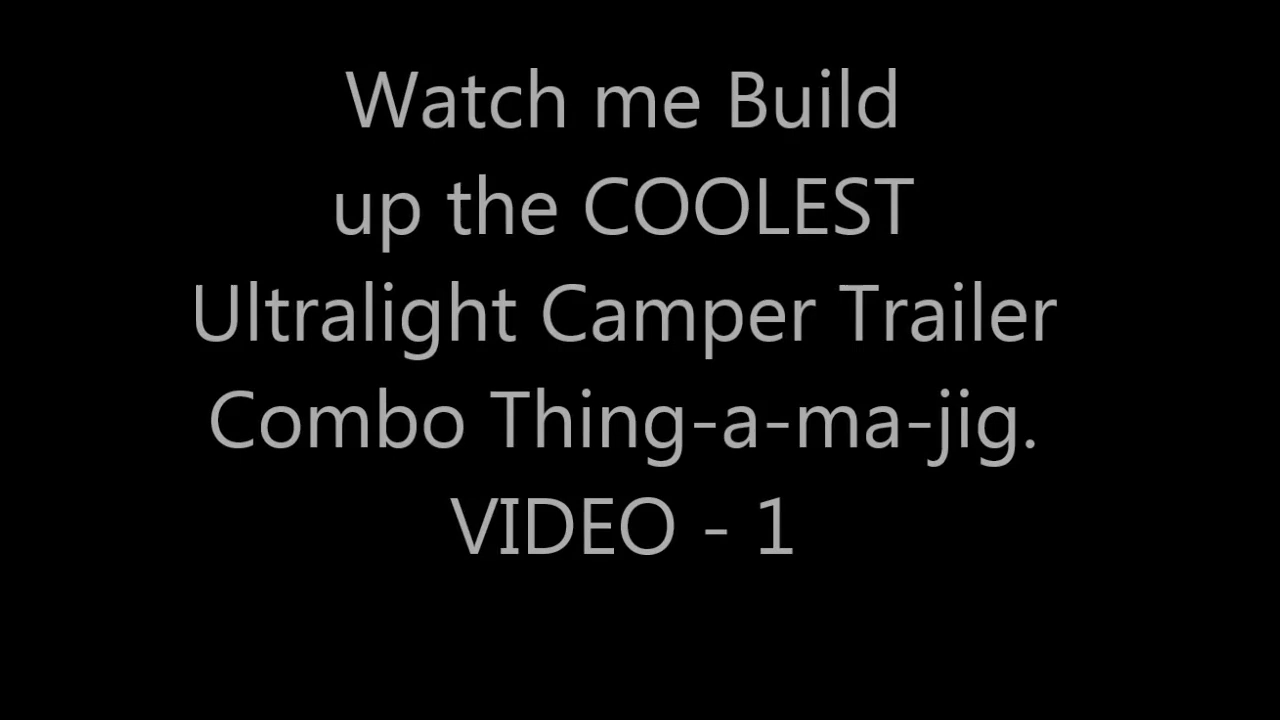 Watch me Build
up the COOLEST
Ultralight Camper Trailer
Combo Thing-a-ma-jig.
VIDEO - 1